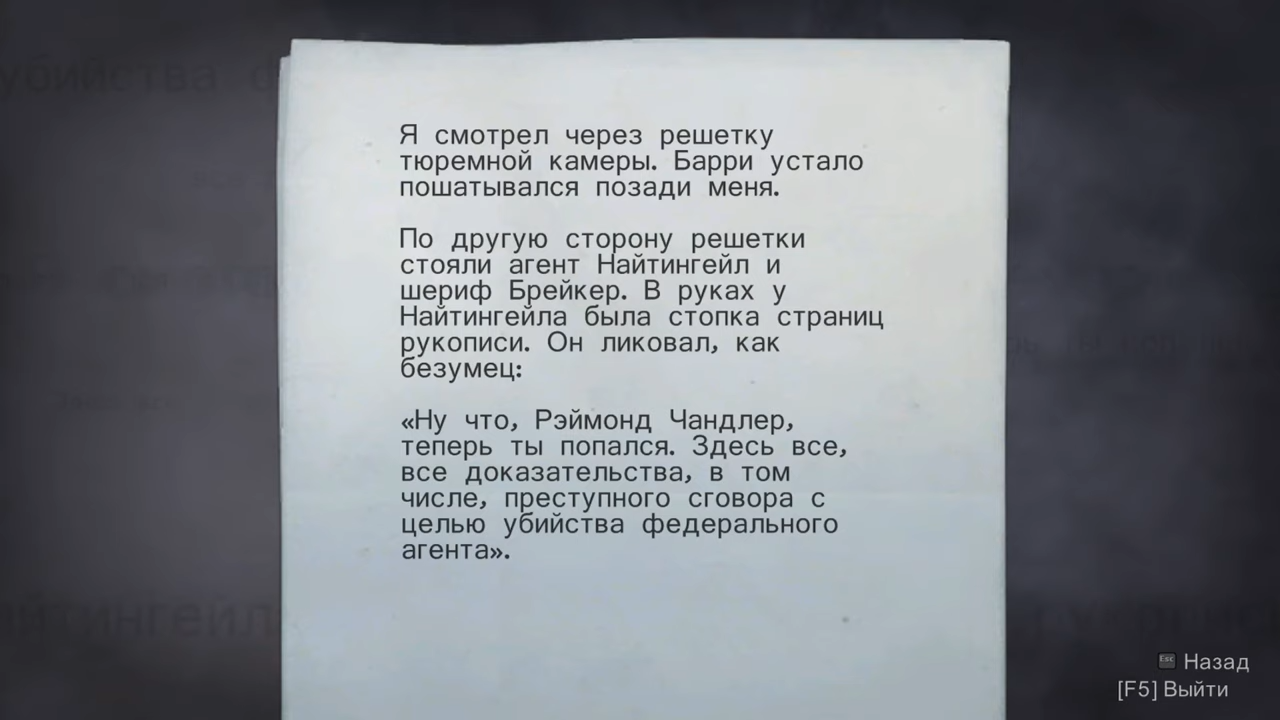 Я смотрел через решетку
тюремной камеры. Барри устало
пошатывался позади меня.
По другую сторону решетки
стояли агент Найтингейл и
шериф Брейкер. В руках у
Найтингейла была стопка страниц
рукописи. Он ликовал, как
безумец:
«Ну что, Рэймонд Чандлер,
теперь ты попался. Здесь все,
все доказательства, в том
числе, преступного сговора с
целью убийства федерального
агента».
Esc Назад
[F5] Выйти